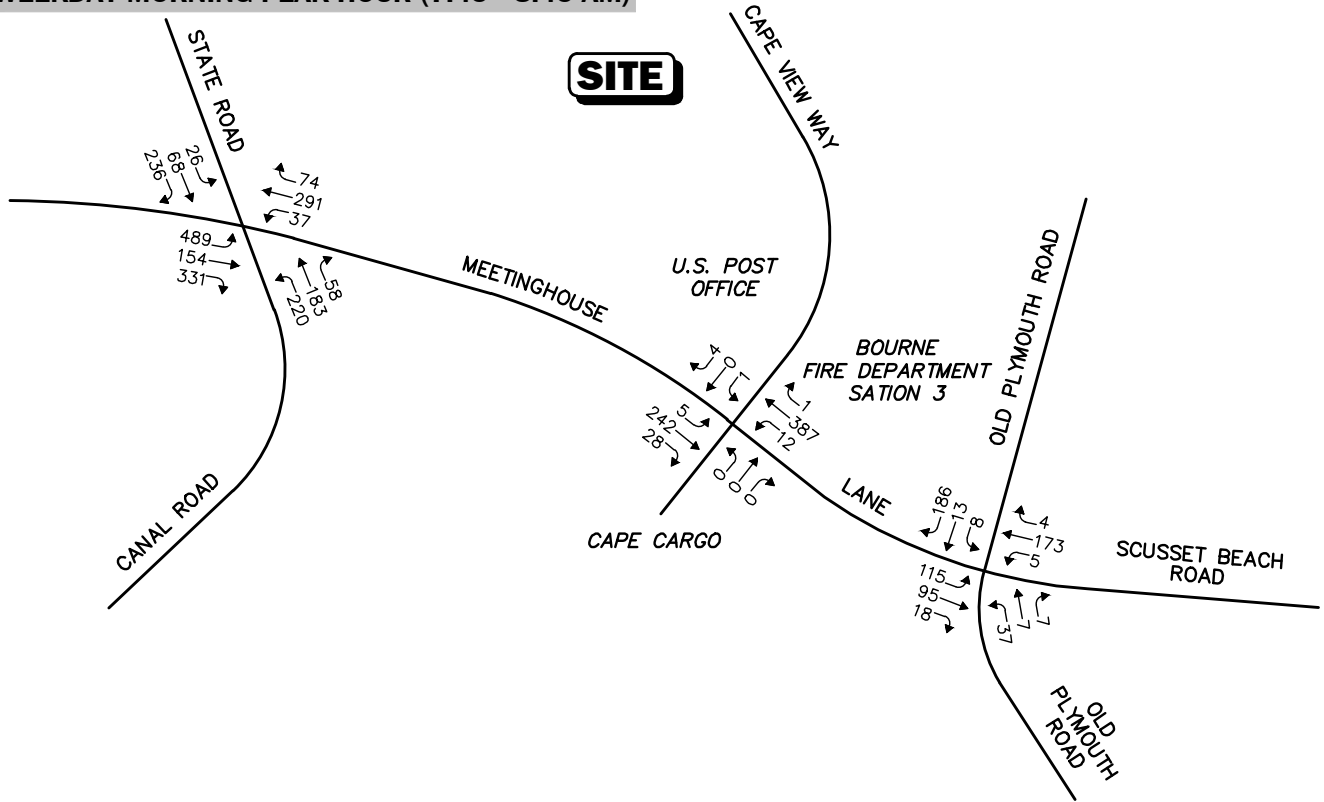 SITE
STATE ROAD
CAPE VIEW WAY
26
68
236
74
291
37
489
154
331
220
183
58
MEETINGHOUSE
U.S. POST
OFFICE
OLD PLYMOUTH ROAD
BOURNE
FIRE DEPARTMENT
SATION 3
4
0
1
1
387
12
5
242
28
0
0
0
CANAL ROAD
CAPE CARGO
LANE
186
13
8
4
173
5
SCUSSET BEACH
ROAD
115
95
18
37
7
7
OLD
PLYMOUTH
ROAD